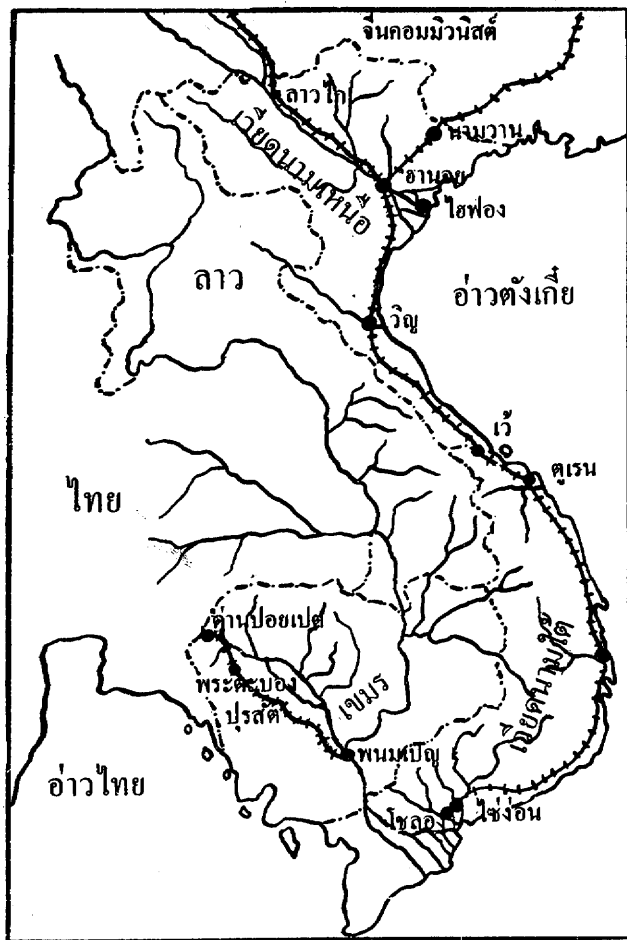 จีนคอมมิวนิสต์
ลาวไก
เวียดนามเหนือ
นามวาน
ฮานอย
ไฮฟอง
ลาว
อ่าวตังเกี๋ย
วิญ
เว้
ตูเรน
ไทย
ด่านปอยเปต
พระตะบอง
ปุรสัต
เขมร
เวียดนามใต้
พนมเปญ
อ่าวไทย
โชลอง
ไซ่ง่อน